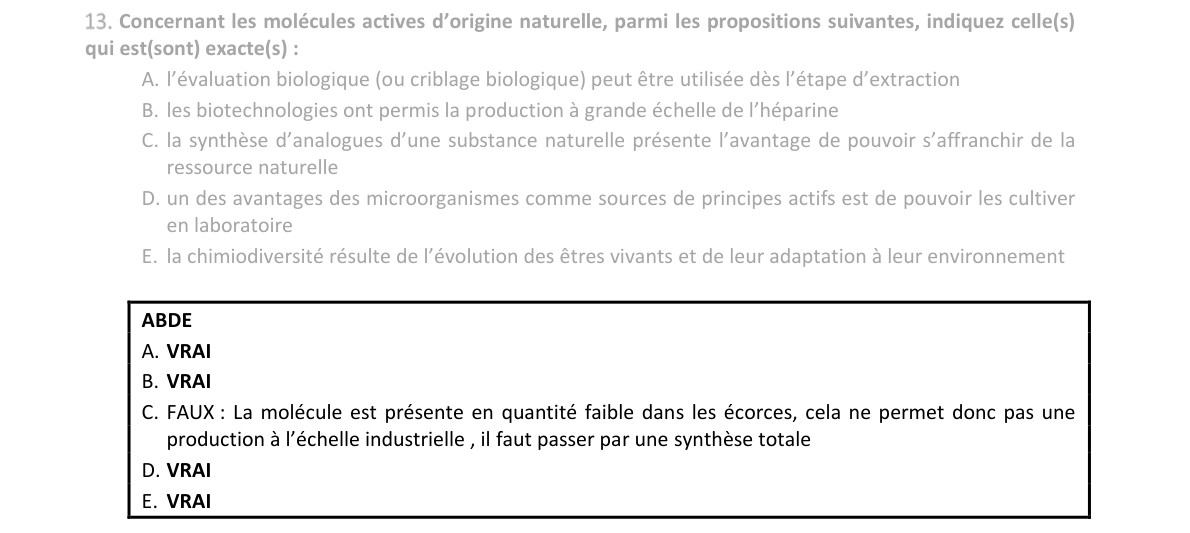 13. Concernant les molécules actives d’origine naturelle, parmi les propositions suivantes, indiquez celle(s)
qui est(sont) exacte(s) :
A. l’évaluation biologique (ou criblage biologique) peut être utilisée dès l’étape d’extraction
B. les biotechnologies ont permis la production à grande échelle de l’héparine
C. la synthèse d’analogues d’une substance naturelle présente l’avantage de pouvoir s’affranchir de la
ressource naturelle
D. un des avantages des microorganismes comme sources de principes actifs est de pouvoir les cultiver
en laboratoire
E. la chimiodiversité résulte de l’évolution des êtres vivants et de leur adaptation à leur environnement
ABDE
A. VRAI
B. VRAI
C. FAUX : La molécule est présente en quantité faible dans les écorces, cela ne permet donc pas une
production à l’échelle industrielle , il faut passer par une synthèse totale
D. VRAI
E. VRAI